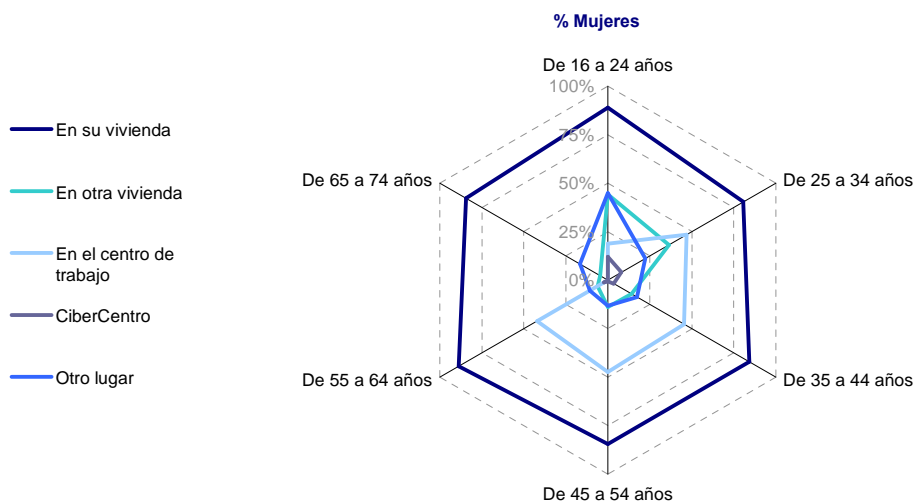 % Mujeres
De 16 a 24 años
100%
75%
50%
25%
0%
De 25 a 34 años
De 35 a 44 años
De 45 a 54 años
De 55 a 64 años
De 65 a 74 años
En su vivienda
En otra vivienda
En el centro de
trabajo
CiberCentro
Otro lugar